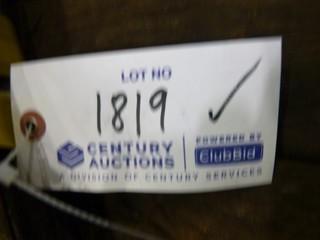 LOT NO
1819 ✓
CENTURY
AUCTIONS
POWERED BY
ClubBid
A DIVISION OF CENTURY SERVICES